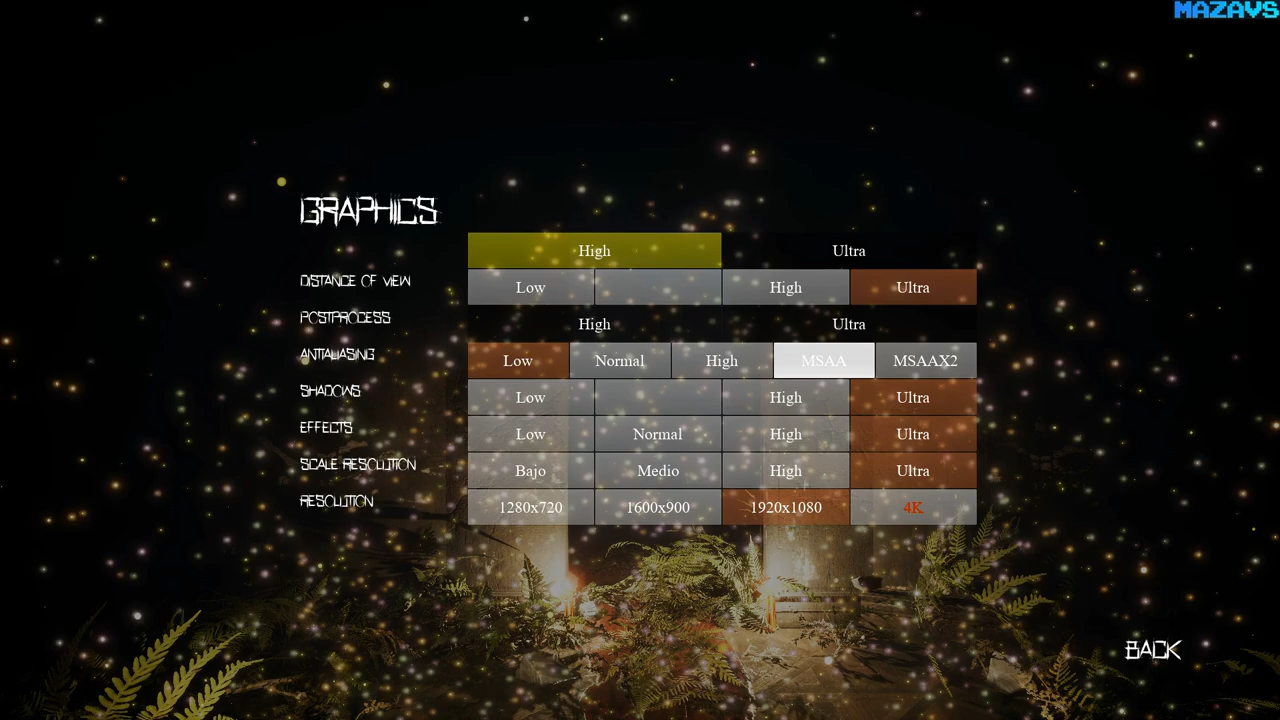 MAZAVS
GRAPHICS
High Ultra
DISTANCE OF VIEW Low High Ultra
POSTPROCESS High Ultra
ANTIALIASING Low Normal High MSAA MSAAX2
SHADOWS Low High Ultra
EFFECTS Low Normal High Ultra
SCALE RESOLUTION Bajo Medio High Ultra
RESOLUTION 1280x720 1600x900 1920x1080 4K
BACK